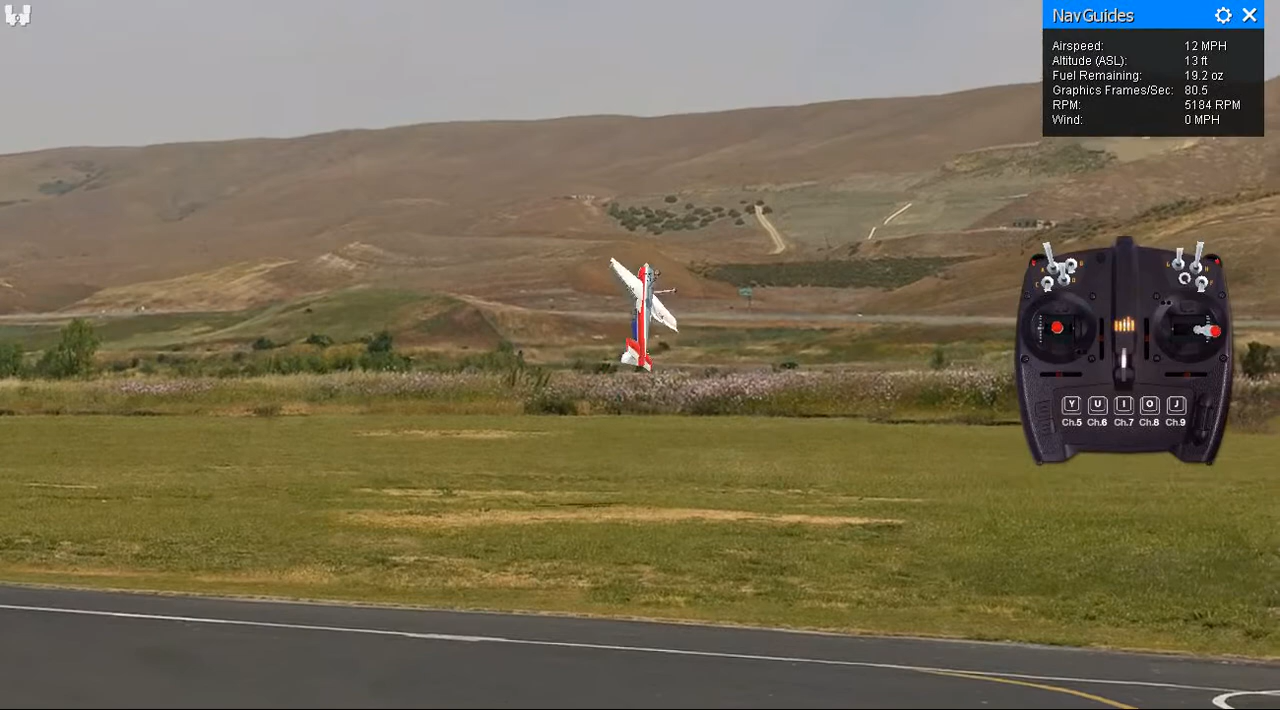 NavGuides
Airspeed: 12 MPH
Altitude (ASL): 13 ft
Fuel Remaining: 19.2 oz
Graphics Frames/Sec: 80.5
RPM: 5184 RPM
Wind: 0 MPH
Y U I O J
Ch.5 Ch.6 Ch.7 Ch.8 Ch.9